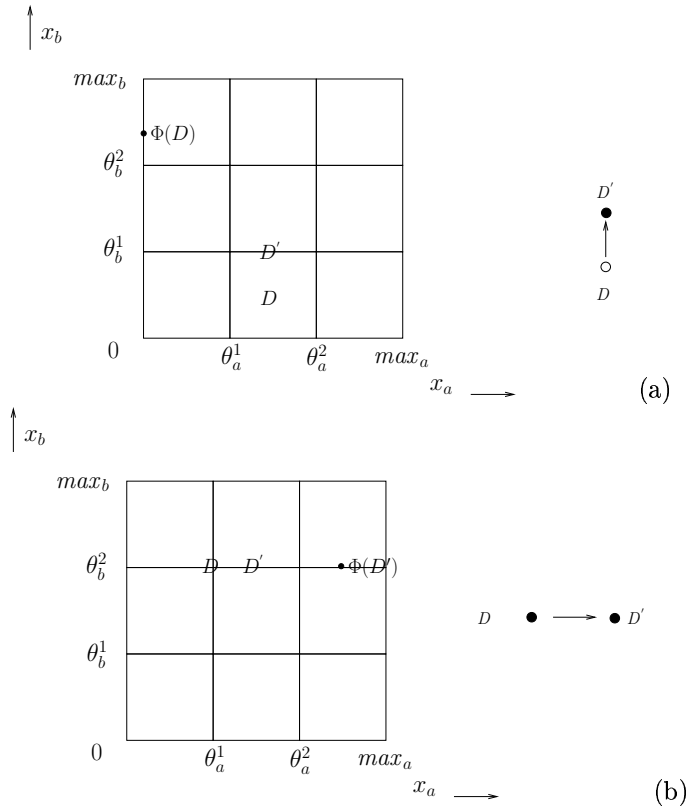 x_b
max_b
Φ(D)
θ_b^2
D'
θ_b^1
D'
D
D
0
θ_a^1 θ_a^2 max_a
x_a
(a)
x_b
max_b
θ_b^2 D D' Φ(D')
D D'
θ_b^1
0
θ_a^1 θ_a^2 max_a
x_a
(b)